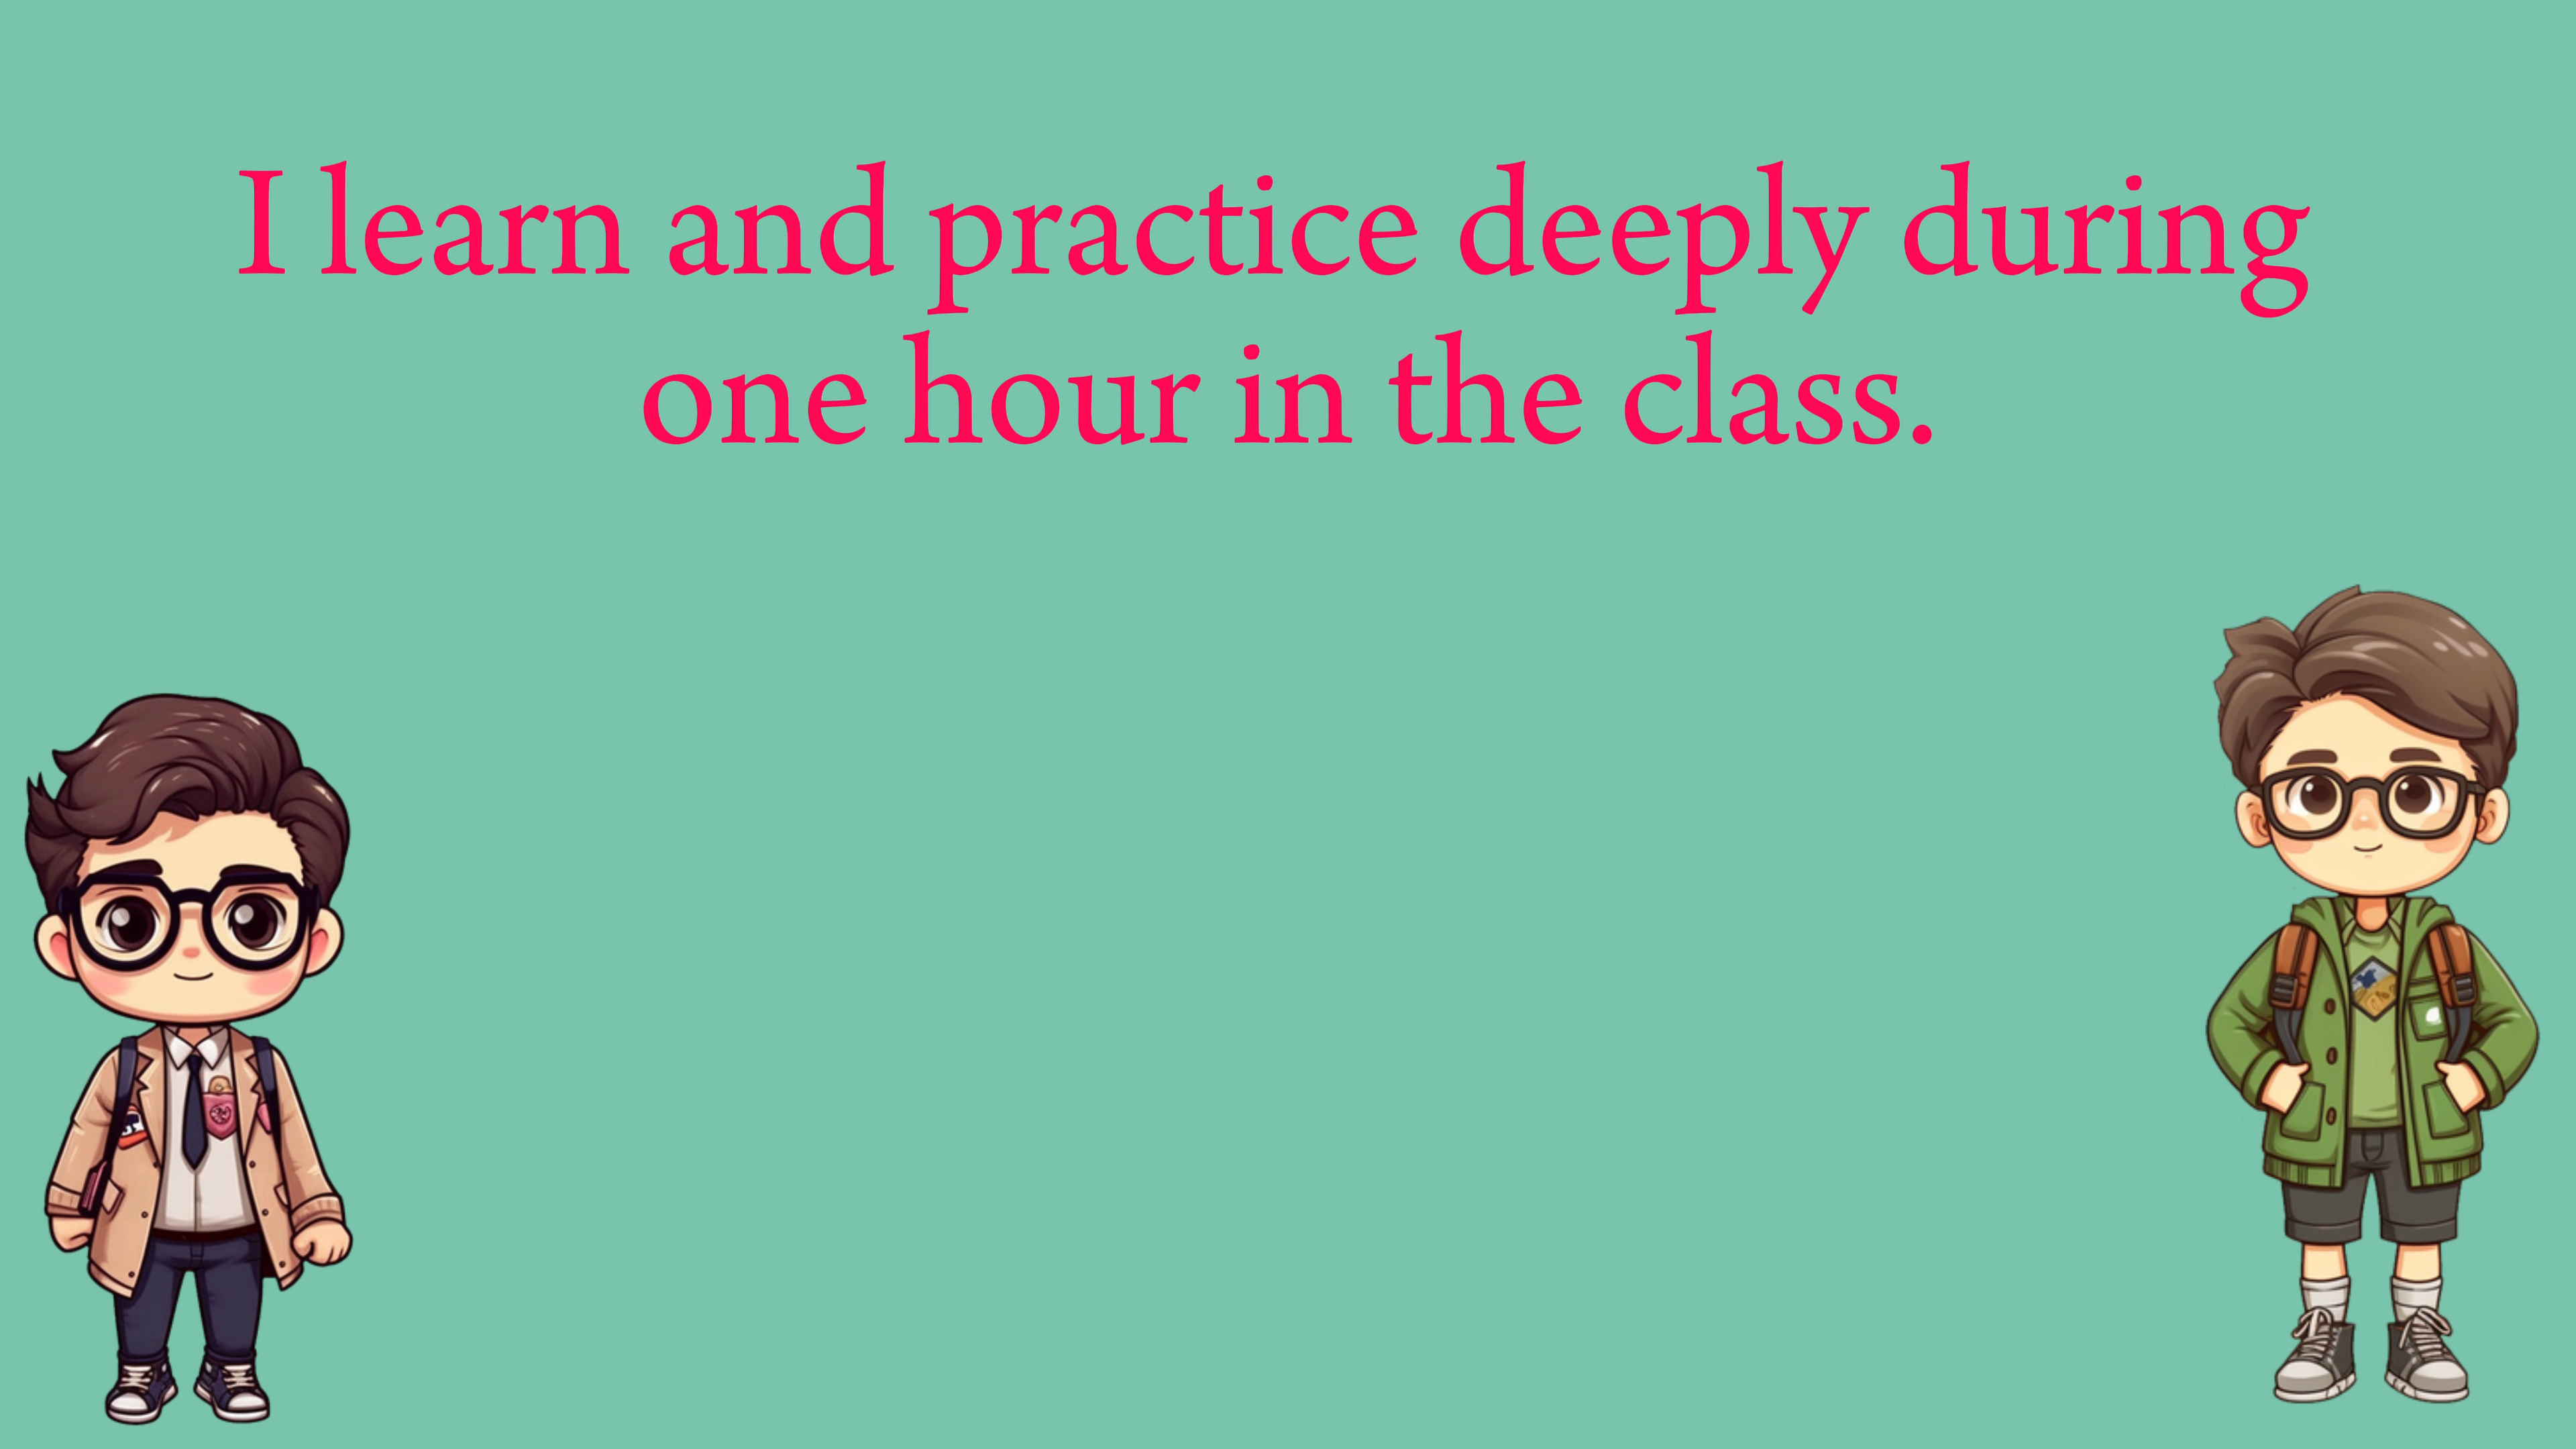 I learn and practice deeply during
one hour in the class.